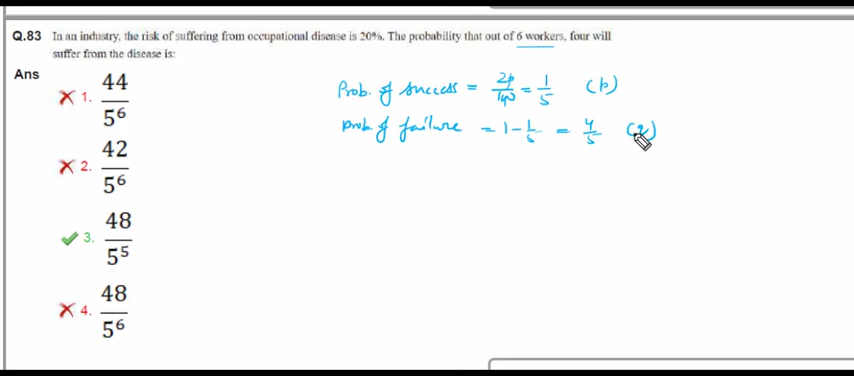 Q.83 In an industry, the risk of suffering from occupational disease is 20%. The probability that out of 6 workers, four will
suffer from the disease is:
Ans
1. 44/5^6
2. 42/5^6
3. 48/5^5
4. 48/5^6
Prob. of success = 20/100 = 1/5 (p)
Prob. of failure = 1 - 1/5 = 4/5 (q)